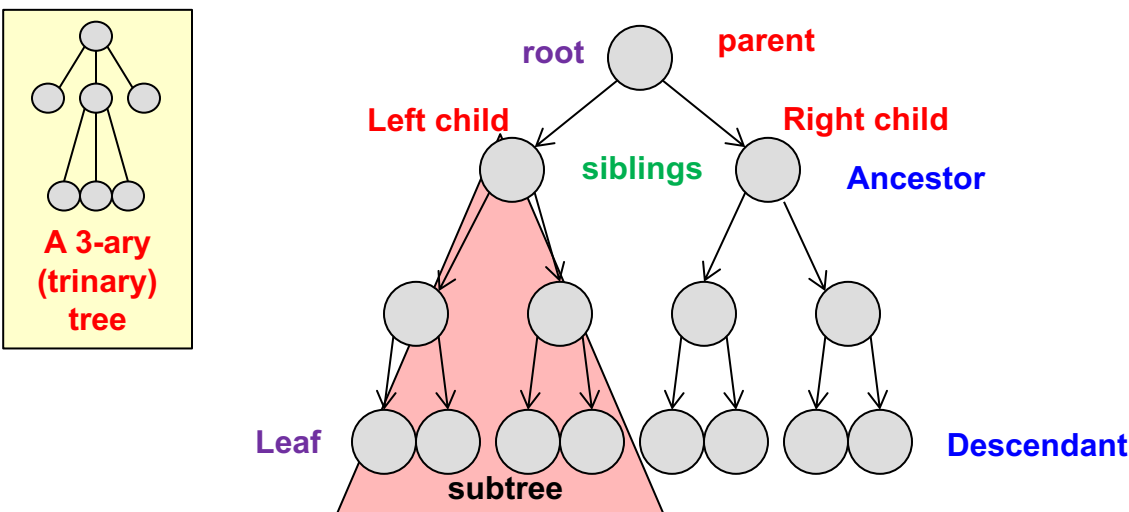 root
parent
Left child
Right child
siblings
Ancestor
A 3-ary
(trinary)
tree
Leaf
Descendant
subtree